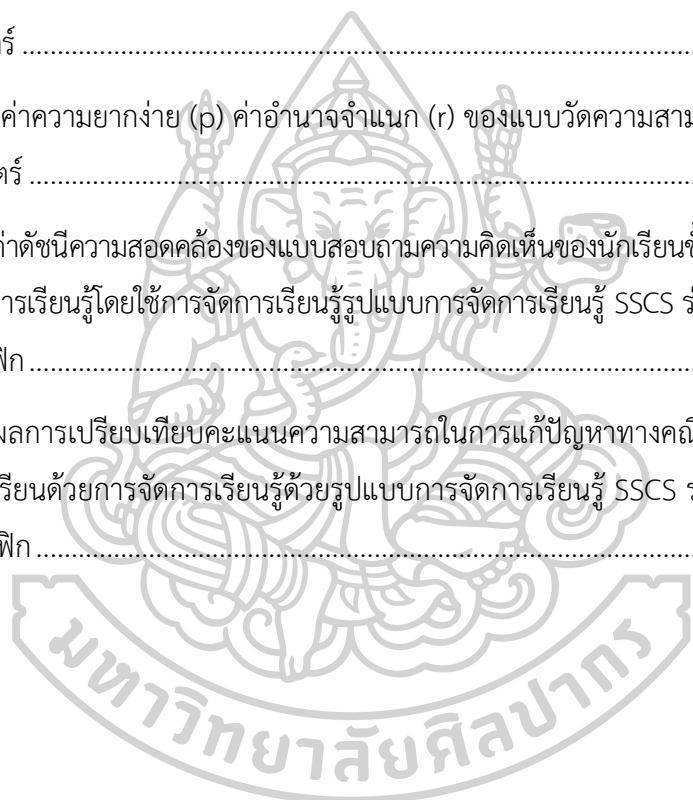 ตร์ ........................................................................................................
ค่าความยากง่าย (p) ค่าอำนาจจำแนก (r) ของแบบวัดความสาม
ตร์ ........................................................................................................
ค่าดัชนีความสอดคล้องของแบบสอบถามความคิดเห็นของนักเรียนชั้
การเรียนรู้โดยใช้การจัดการเรียนรู้รูปแบบการจัดการเรียนรู้ SSCS ร่
ฟิก ........................................................................................................
ผลการเปรียบเทียบคะแนนความสามารถในการแก้ปัญหาทางคณิ
เรียนด้วยการจัดการเรียนรู้ด้วยรูปแบบการจัดการเรียนรู้ SSCS ร
ฟิก ........................................................................................................
มหาวิทยาลัยศิลปากร